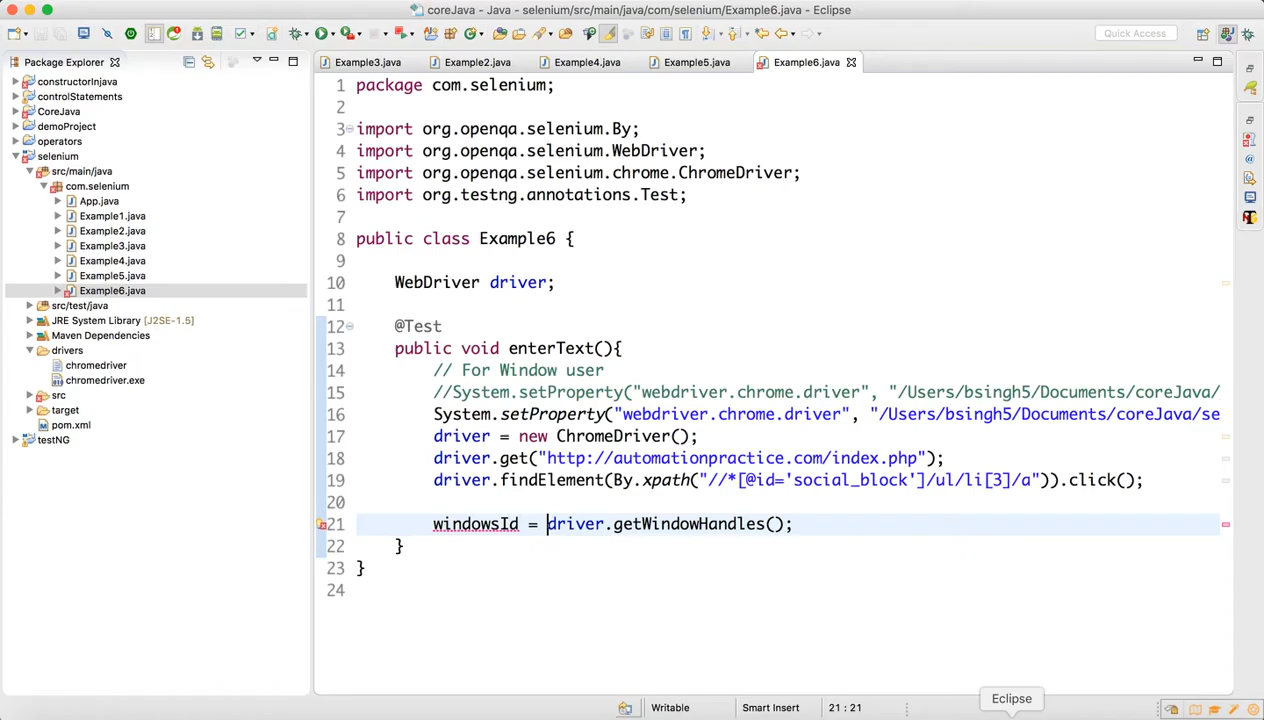 coreJava - Java - selenium/src/main/java/com/selenium/Example6.java - Eclipse
Quick Access
Package Explorer
Example3.java
Example2.java
Example4.java
Example5.java
Example6.java
constructorInjava
controlStatements
CoreJava
demoProject
operators
selenium
src/main/java
com.selenium
App.java
Example1.java
Example2.java
Example3.java
Example4.java
Example5.java
Example6.java
src/test/java
JRE System Library [J2SE-1.5]
Maven Dependencies
drivers
chromedriver
chromedriver.exe
src
target
pom.xml
testNG
1 package com.selenium;
2
3 import org.openqa.selenium.By;
4 import org.openqa.selenium.WebDriver;
5 import org.openqa.selenium.chrome.ChromeDriver;
6 import org.testng.annotations.Test;
7
8 public class Example6 {
9
10 WebDriver driver;
11
12 @Test
13 public void enterText(){
14 // For Window user
15 //System.setProperty("webdriver.chrome.driver", "/Users/bsingh5/Documents/coreJava/
16 System.setProperty("webdriver.chrome.driver", "/Users/bsingh5/Documents/coreJava/se
17 driver = new ChromeDriver();
18 driver.get("http://automationpractice.com/index.php");
19 driver.findElement(By.xpath("//*[@id='social_block']/ul/li[3]/a")).click();
20
21 windowsId = driver.getWindowHandles();
22 }
23 }
24
Writable
Smart Insert
21 : 21
Eclipse